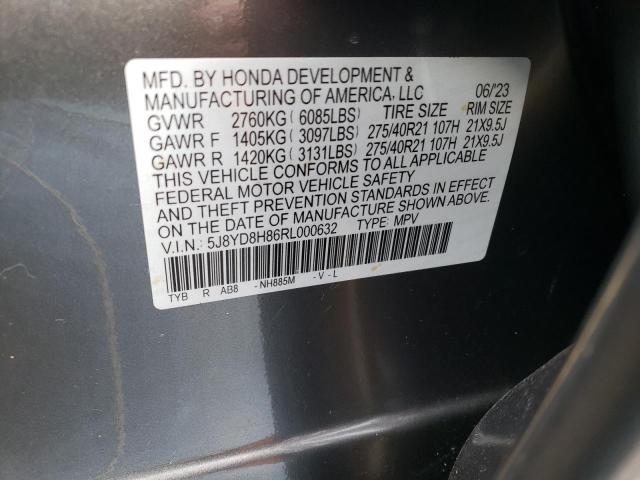 MFD. BY HONDA DEVELOPMENT &
MANUFACTURING OF AMERICA, LLC 06/'23
GVWR 2760KG (6085LBS) TIRE SIZE RIM SIZE
GAWR F 1405KG (3097LBS) 275/40R21 107H 21X9.5J
GAWR R 1420KG (3131LBS) 275/40R21 107H 21X9.5J
THIS VEHICLE CONFORMS TO ALL APPLICABLE
FEDERAL MOTOR VEHICLE SAFETY
AND THEFT PREVENTION STANDARDS IN EFFECT
ON THE DATE OF MANUFACTURE SHOWN ABOVE.
V.I.N.: 5J8YD8H86RL000632 TYPE: MPV
TYB R AB8 -NH885M -V-L